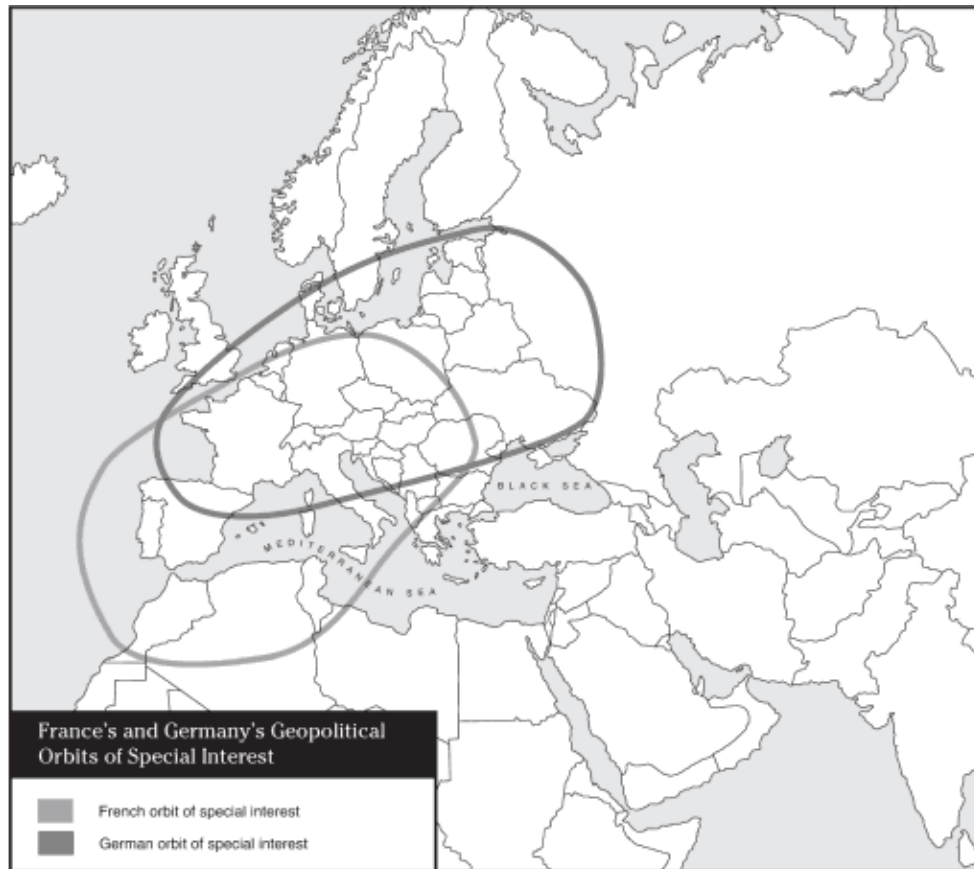 BLACK SEA
MEDITERRANEAN SEA
France's and Germany's Geopolitical
Orbits of Special Interest
French orbit of special interest
German orbit of special interest